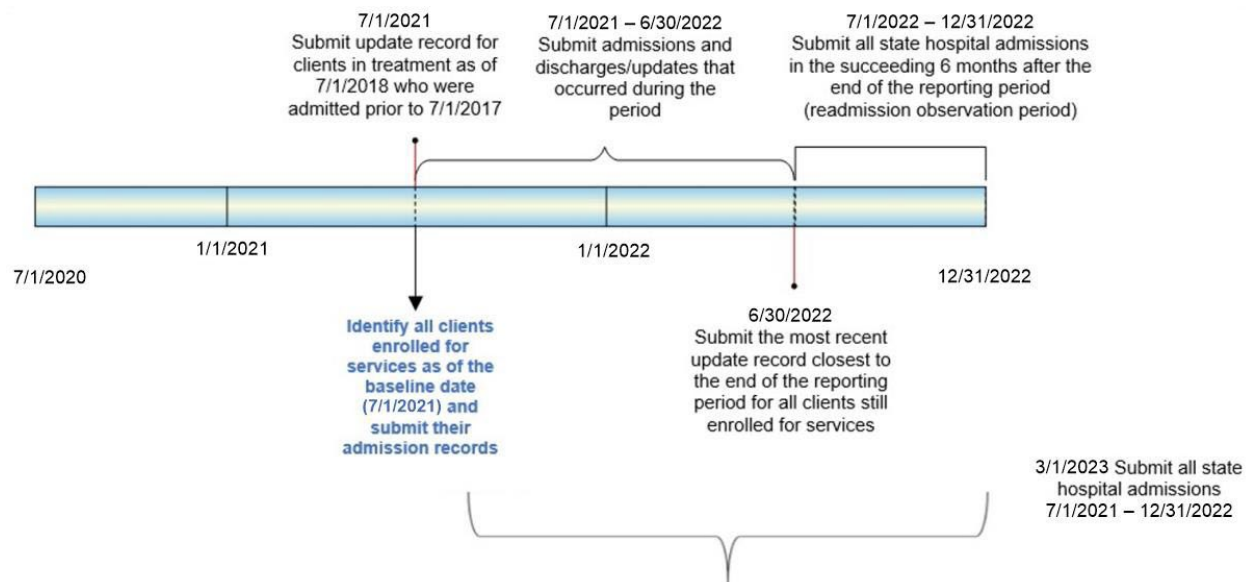 7/1/2021
Submit update record for
clients in treatment as of
7/1/2018 who were
admitted prior to 7/1/2017
7/1/2021 – 6/30/2022
Submit admissions and
discharges/updates that
occurred during the
period
7/1/2022 – 12/31/2022
Submit all state hospital admissions
in the succeeding 6 months after the
end of the reporting period
(readmission observation period)
7/1/2020
1/1/2021
1/1/2022
12/31/2022
Identify all clients
enrolled for
services as of the
baseline date
(7/1/2021) and
submit their
admission records
6/30/2022
Submit the most recent
update record closest to
the end of the reporting
period for all clients still
enrolled for services
3/1/2023 Submit all state
hospital admissions
7/1/2021 – 12/31/2022